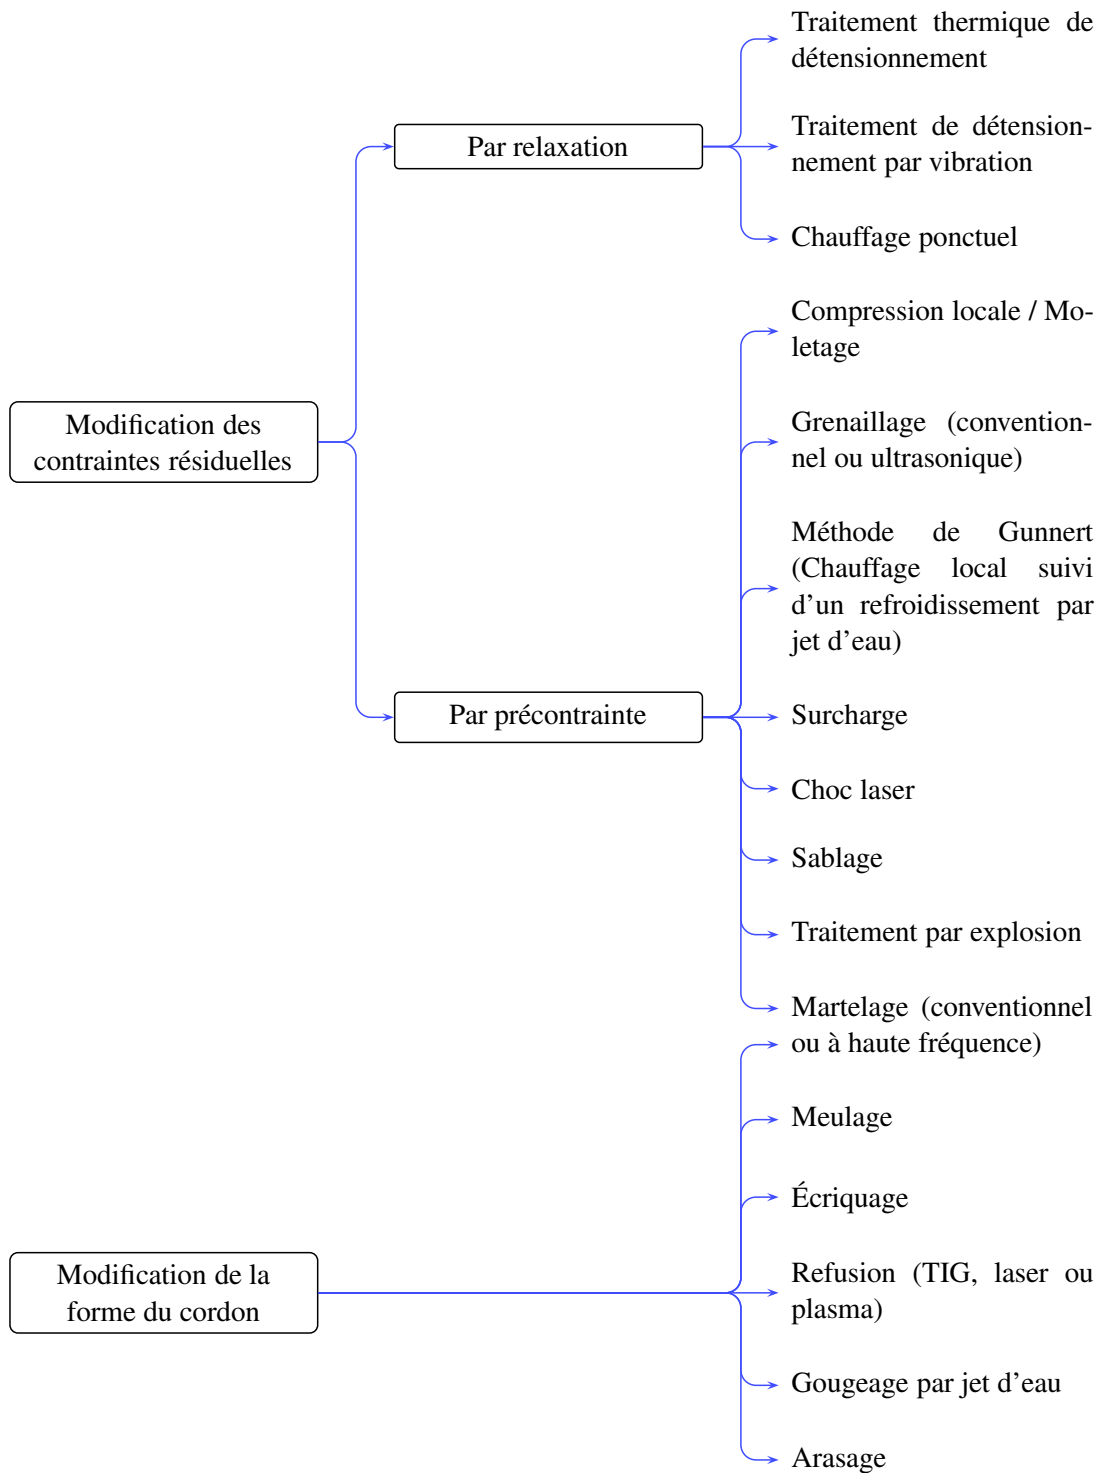 Traitement thermique de
détensionnement
Par relaxation
Traitement de détension-
nement par vibration
Chauffage ponctuel
Compression locale / Mo-
letage
Modification des
contraintes résiduelles
Grenaillage (convention-
nel ou ultrasonique)
Méthode de Gunnert
(Chauffage local suivi
d'un refroidissement par
jet d'eau)
Par précontrainte
Surcharge
Choc laser
Sablage
Traitement par explosion
Martelage (conventionnel
ou à haute fréquence)
Meulage
Écriquage
Modification de la
forme du cordon
Refusion (TIG, laser ou
plasma)
Gougeage par jet d'eau
Arasage